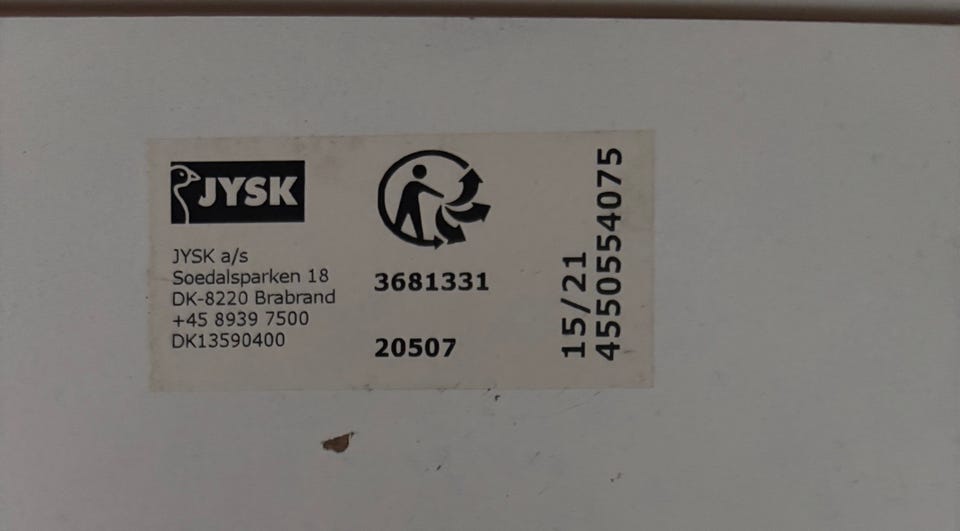 JYSK
JYSK a/s
Soedalsparken 18
DK-8220 Brabrand
+45 8939 7500
DK13590400
3681331
20507
15/21
4550554075